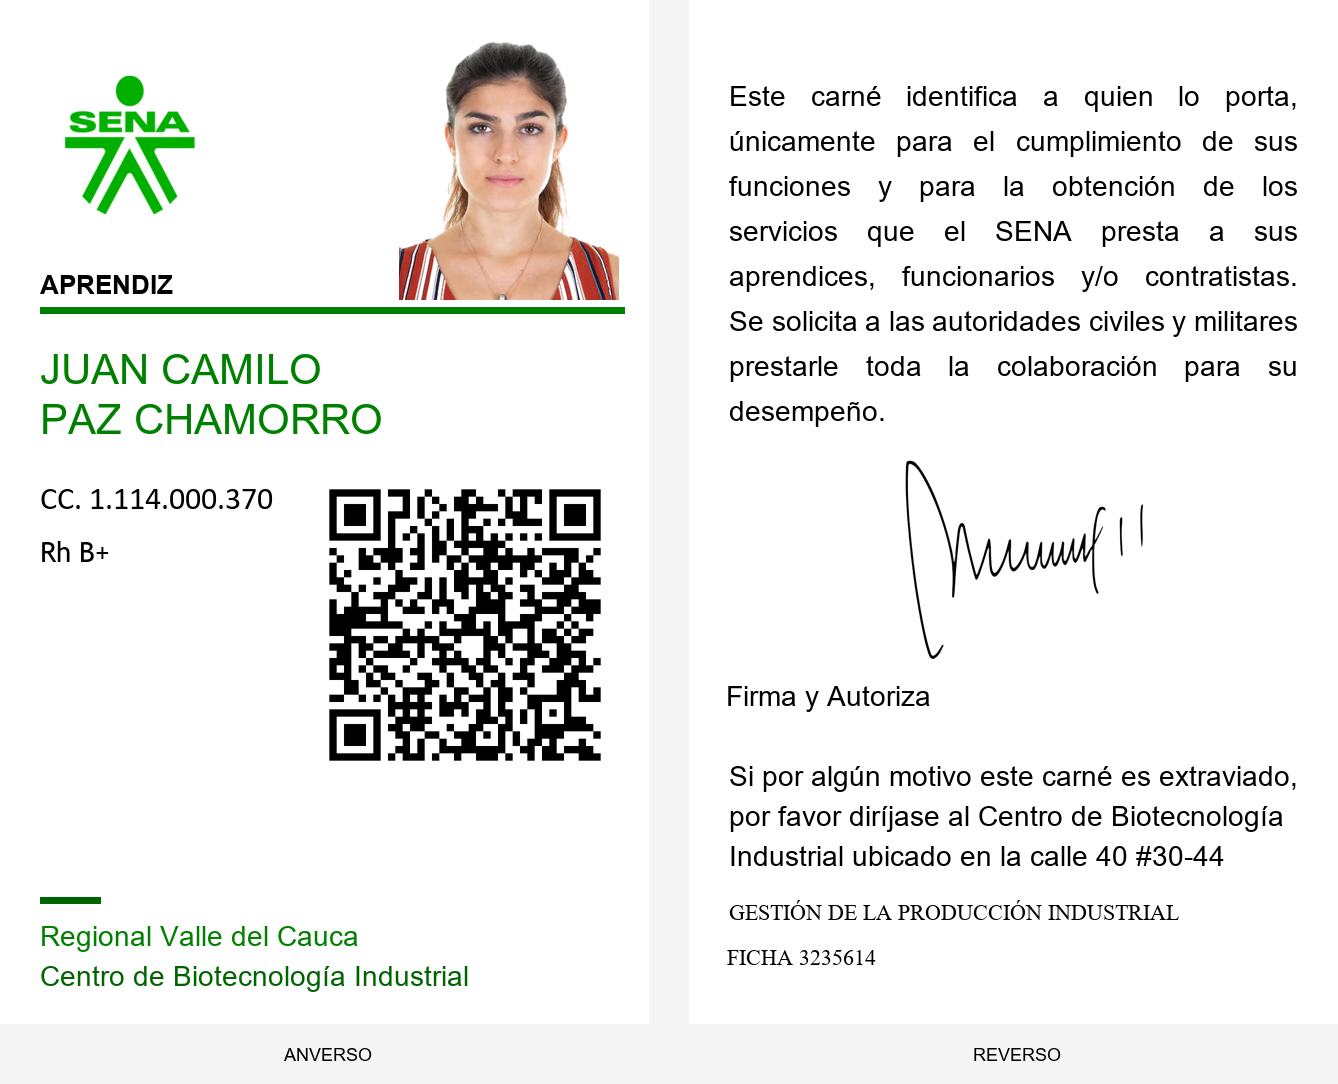 SENA
APRENDIZ
JUAN CAMILO
PAZ CHAMORRO
CC. 1.114.000.370
Rh B+
Regional Valle del Cauca
Centro de Biotecnología Industrial
ANVERSO
Este carné identifica a quien lo porta,
únicamente para el cumplimiento de sus
funciones y para la obtención de los
servicios que el SENA presta a sus
aprendices, funcionarios y/o contratistas.
Se solicita a las autoridades civiles y militares
prestarle toda la colaboración para su
desempeño.
Firma y Autoriza
Si por algún motivo este carné es extraviado,
por favor diríjase al Centro de Biotecnología
Industrial ubicado en la calle 40 #30-44
GESTIÓN DE LA PRODUCCIÓN INDUSTRIAL
FICHA 3235614
REVERSO